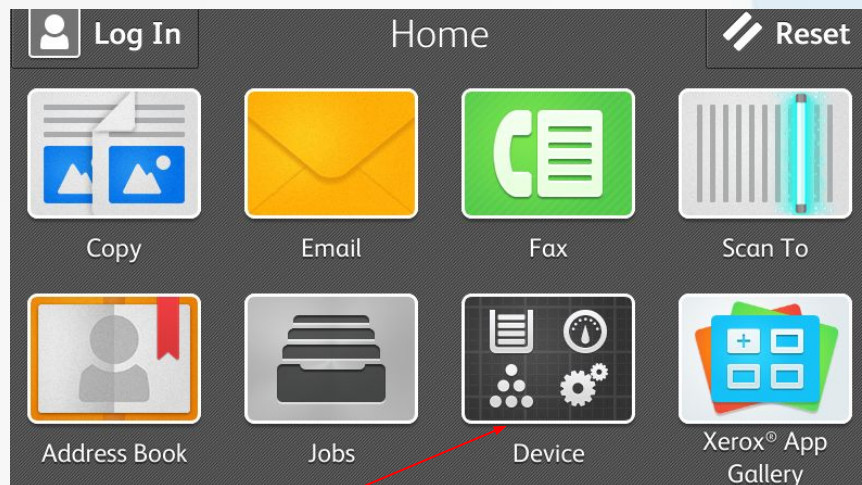 Log In
Home
Reset
Copy
Email
Fax
Scan To
Address Book
Jobs
Device
Xerox® App
Gallery